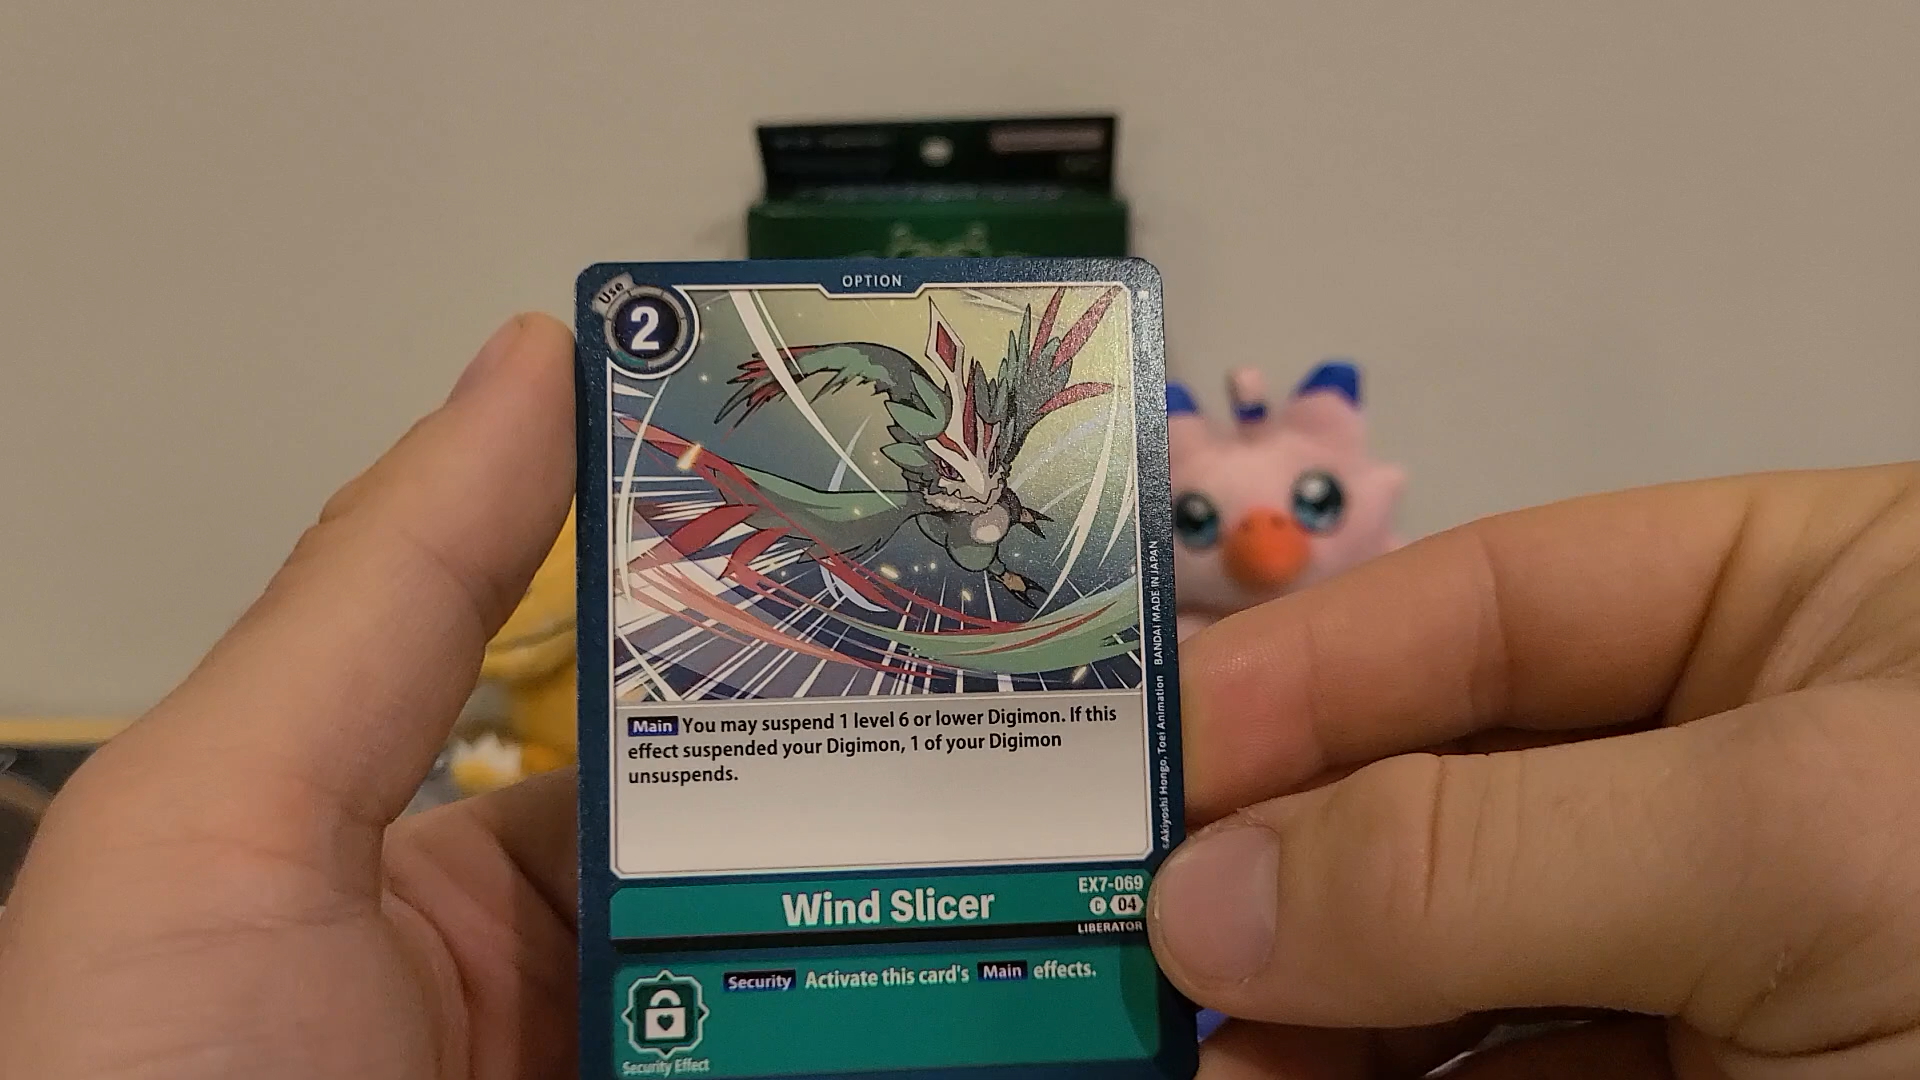 OPTION
Use
2
Main You may suspend 1 level 6 or lower Digimon. If this
effect suspended your Digimon, 1 of your Digimon
unsuspends.
©Akiyoshi Hongo, Toei Animation BANDAI MADE IN JAPAN
Wind Slicer
EX7-069
C 04
LIBERATOR
Security Activate this card's Main effects.
Security Effect